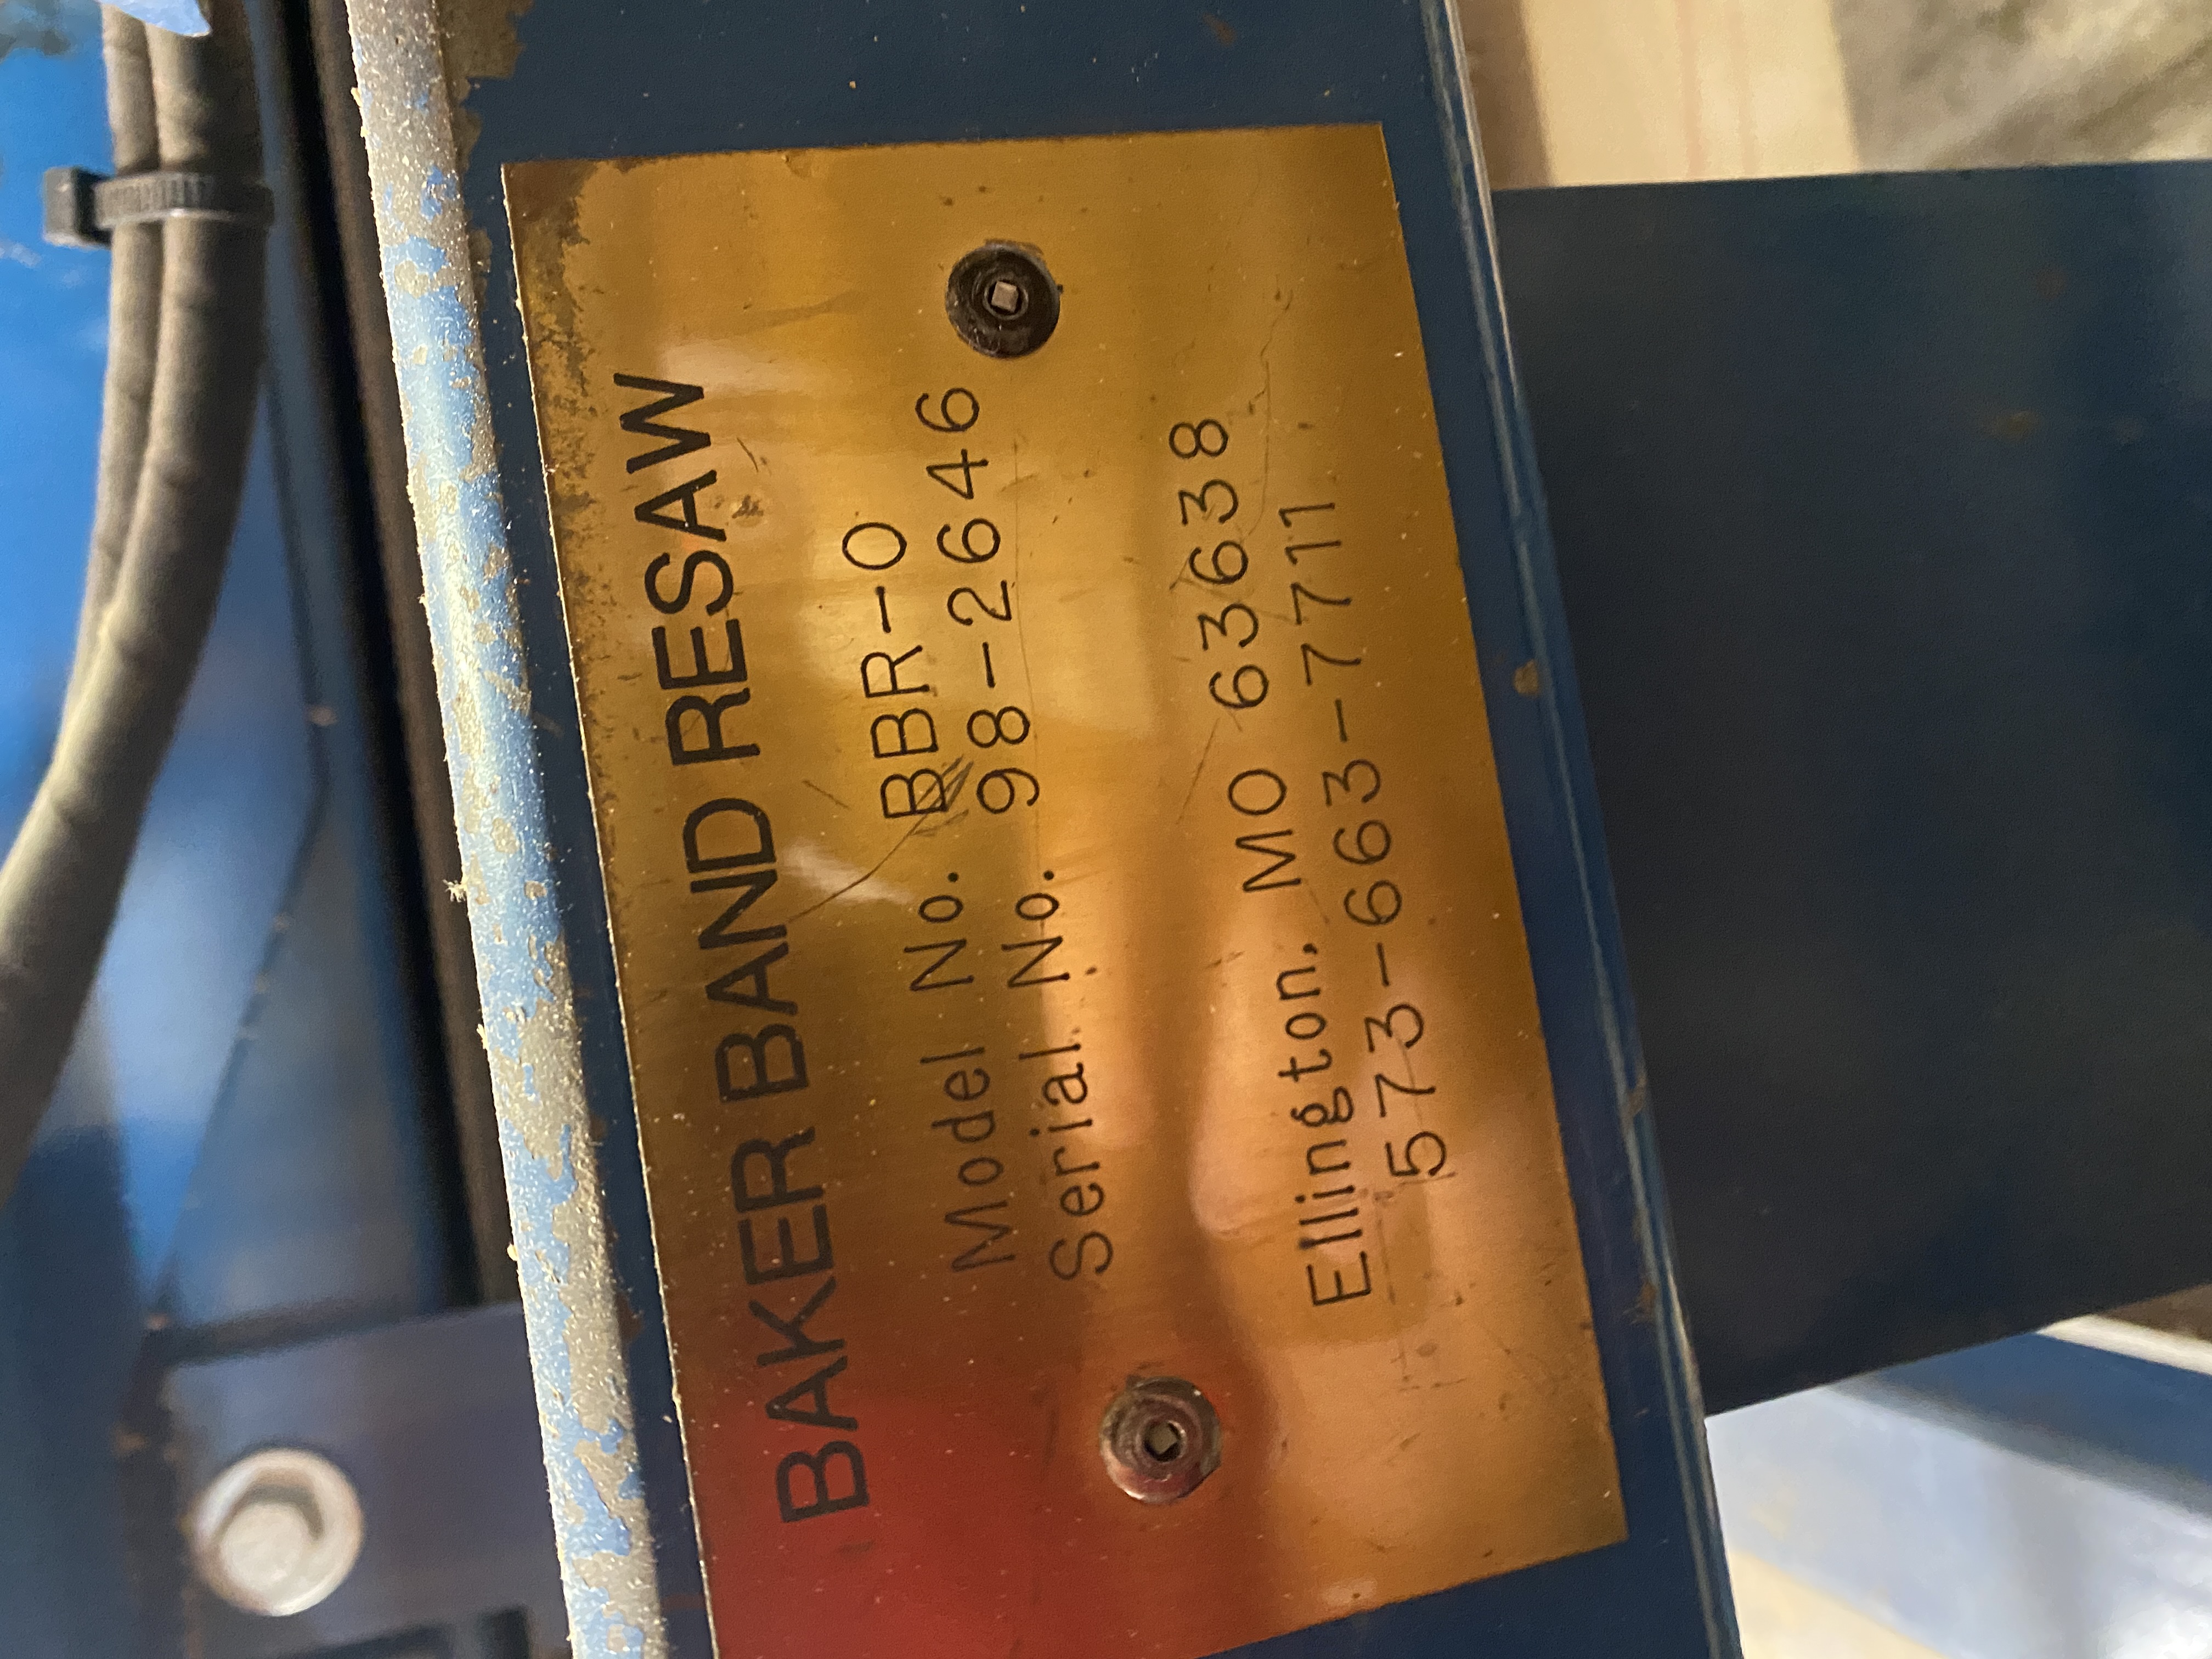 BAKER BAND RESAW
Model No. BBR-0
Serial No. 98-2646
Ellington, MO 63638
573-663-7711